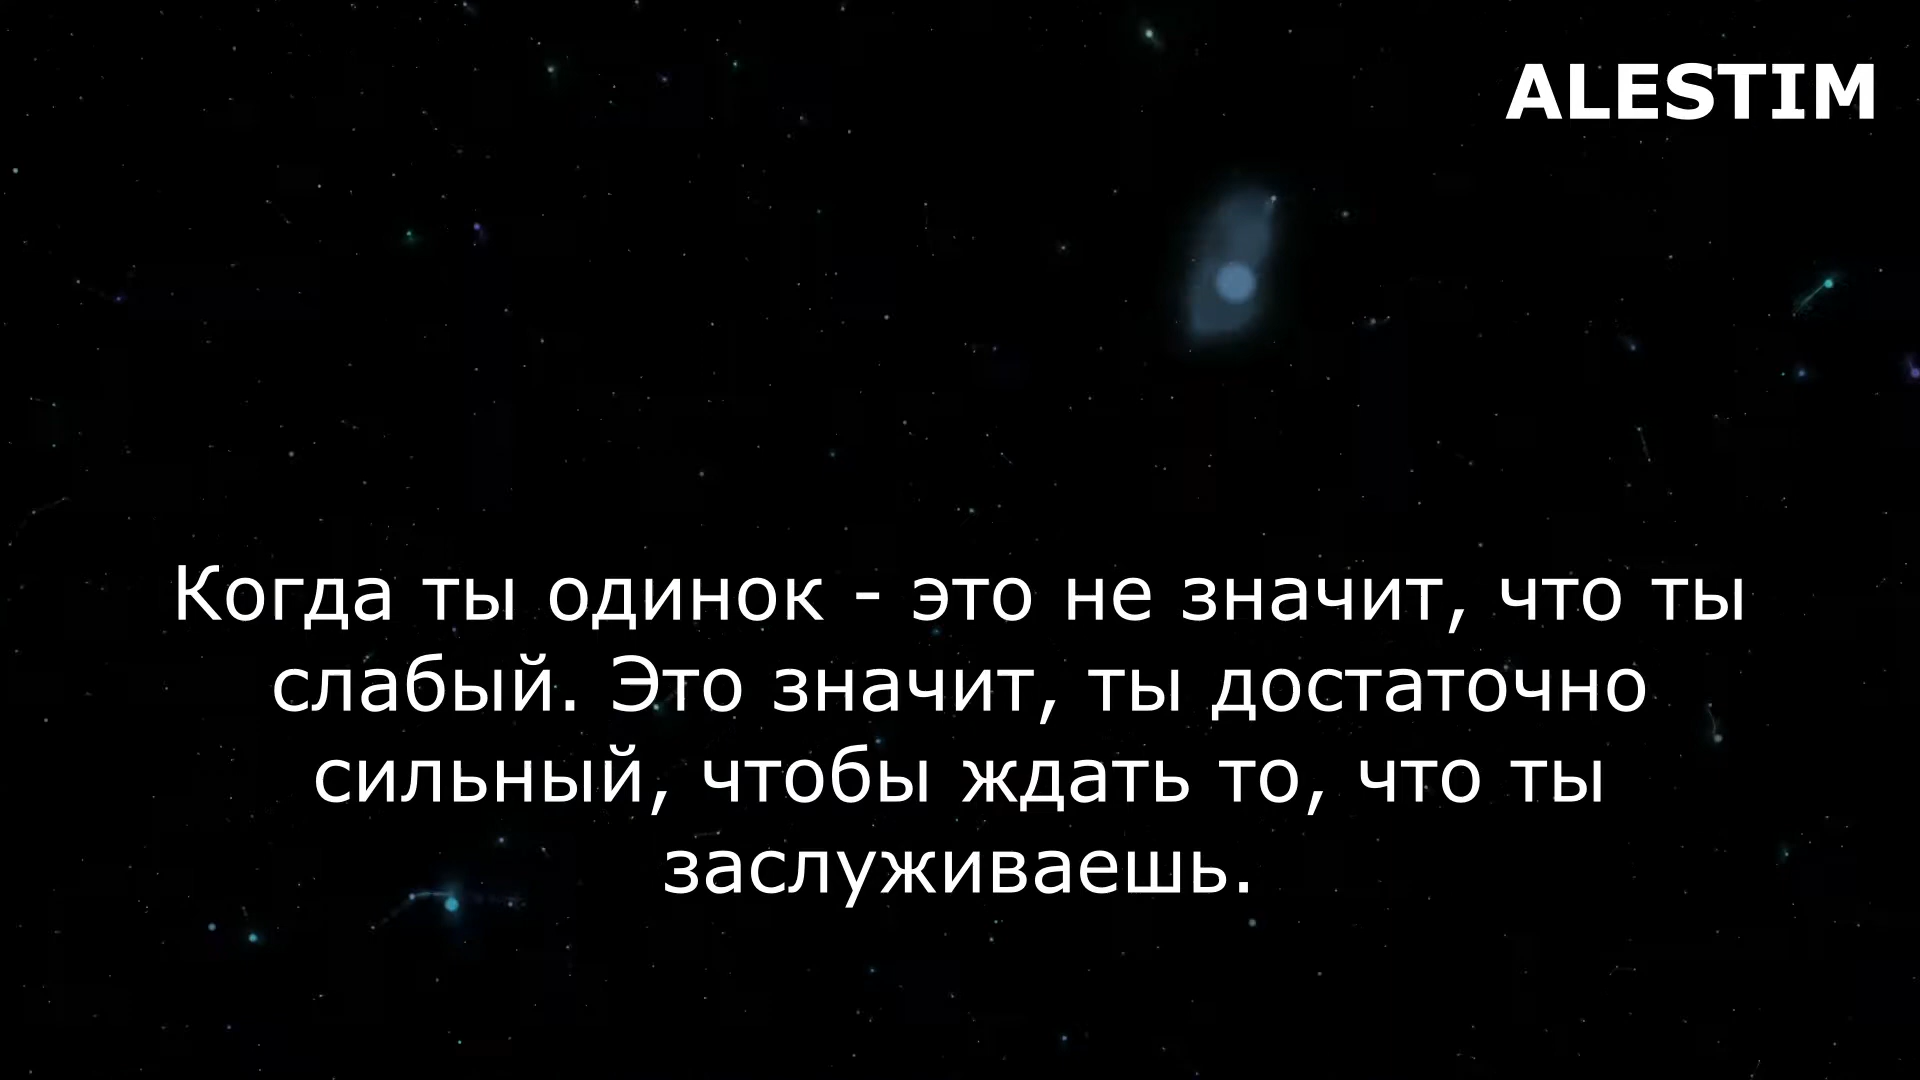 ALESTIM
Когда ты одинок - это не значит, что ты
слабый. Это значит, ты достаточно
сильный, чтобы ждать то, что ты
заслуживаешь.